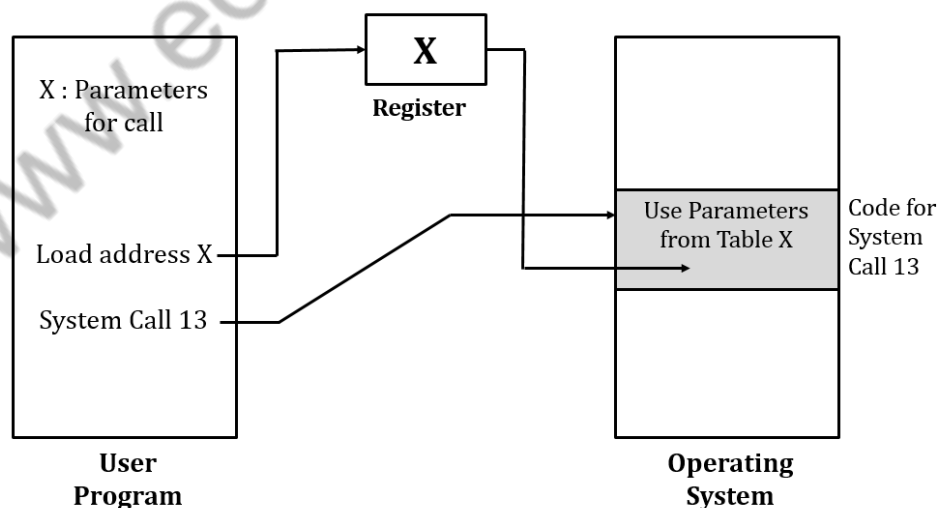 www.e
X
X : Parameters
for call
Register
Use Parameters
from Table X
Code for
System
Call 13
Load address X
System Call 13
User
Program
Operating
System